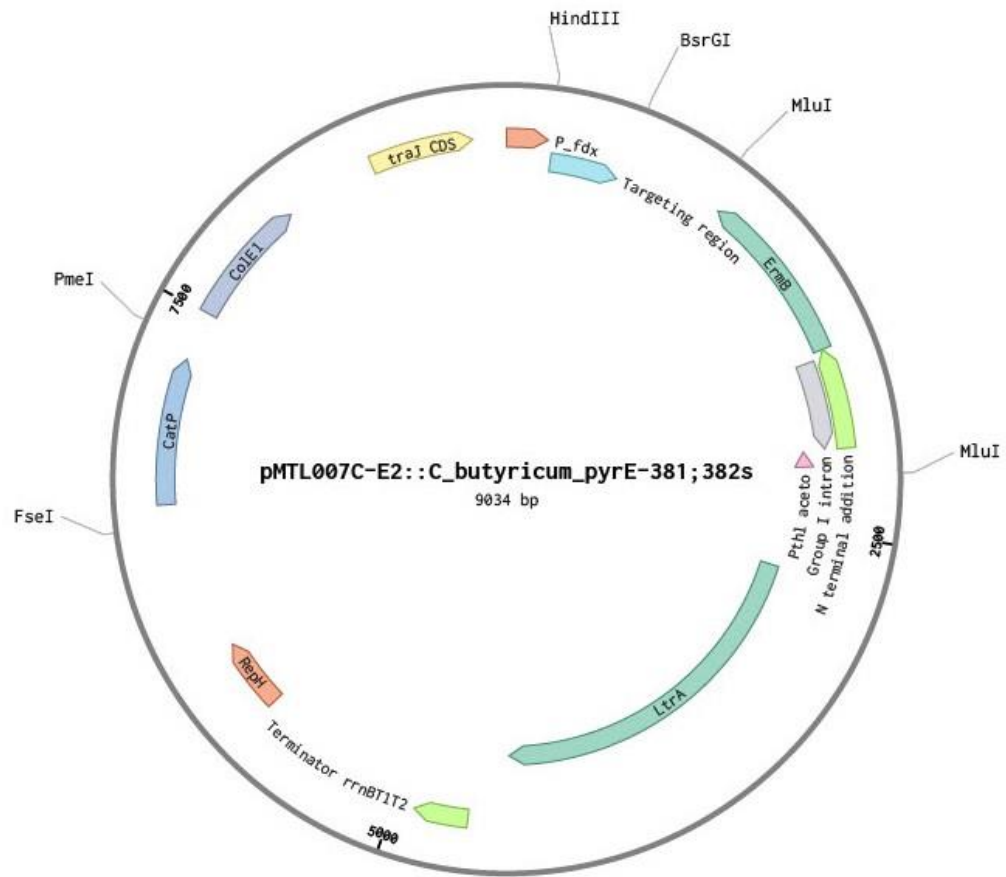 HindIII
BsrGI
MluI
P_fdx
Targeting region
traJ CDS
ErmB
ColE1
PmeI
7500
CatP
pMTL007C-E2::C_butyricum_pyrE-381;382s
9034 bp
MluI
Pthl aceto
Group I intron
N terminal addition
FseI
2500
LtrA
RepH
Terminator rrnBT1T2
5000